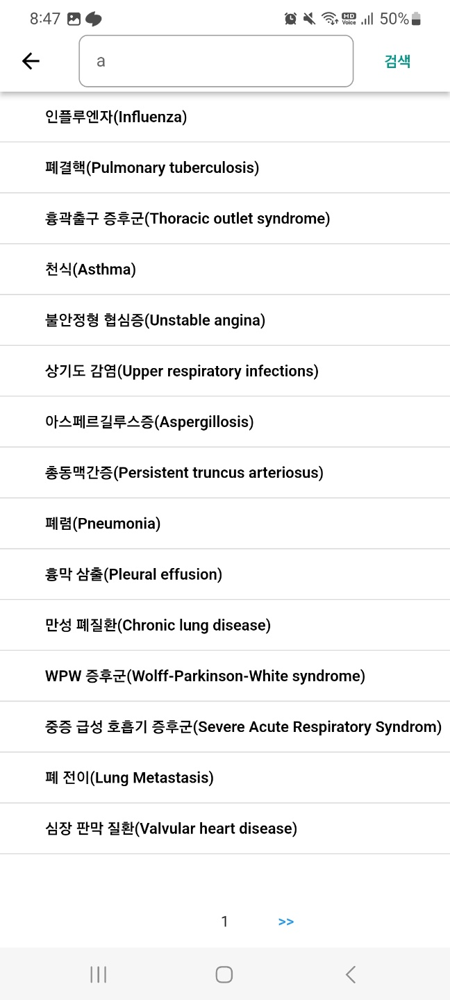 8:47
HD Voice
50%
a
검색
인플루엔자(Influenza)
폐결핵(Pulmonary tuberculosis)
흉곽출구 증후군(Thoracic outlet syndrome)
천식(Asthma)
불안정형 협심증(Unstable angina)
상기도 감염(Upper respiratory infections)
아스페르길루스증(Aspergillosis)
총동맥간증(Persistent truncus arteriosus)
폐렴(Pneumonia)
흉막 삼출(Pleural effusion)
만성 폐질환(Chronic lung disease)
WPW 증후군(Wolff-Parkinson-White syndrome)
중증 급성 호흡기 증후군(Severe Acute Respiratory Syndrom)
폐 전이(Lung Metastasis)
심장 판막 질환(Valvular heart disease)
1 >>